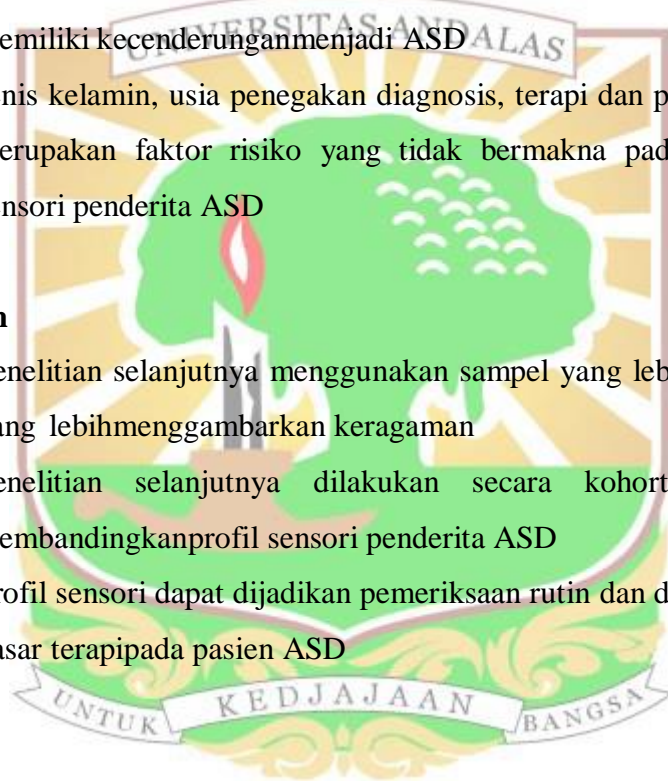 emiliki kecenderunganmenjadi ASD
UNIVERSITAS ANDALAS
enis kelamin, usia penegakan diagnosis, terapi dan p
erupakan faktor risiko yang tidak bermakna pad
ensori penderita ASD
n
enelitian selanjutnya menggunakan sampel yang leb
ang lebihmenggambarkan keragaman
enelitian selanjutnya dilakukan secara kohort
embandingkanprofil sensori penderita ASD
rofil sensori dapat dijadikan pemeriksaan rutin dan d
asar terapipada pasien ASD
UNTUK KEDJAJAAN BANGSA